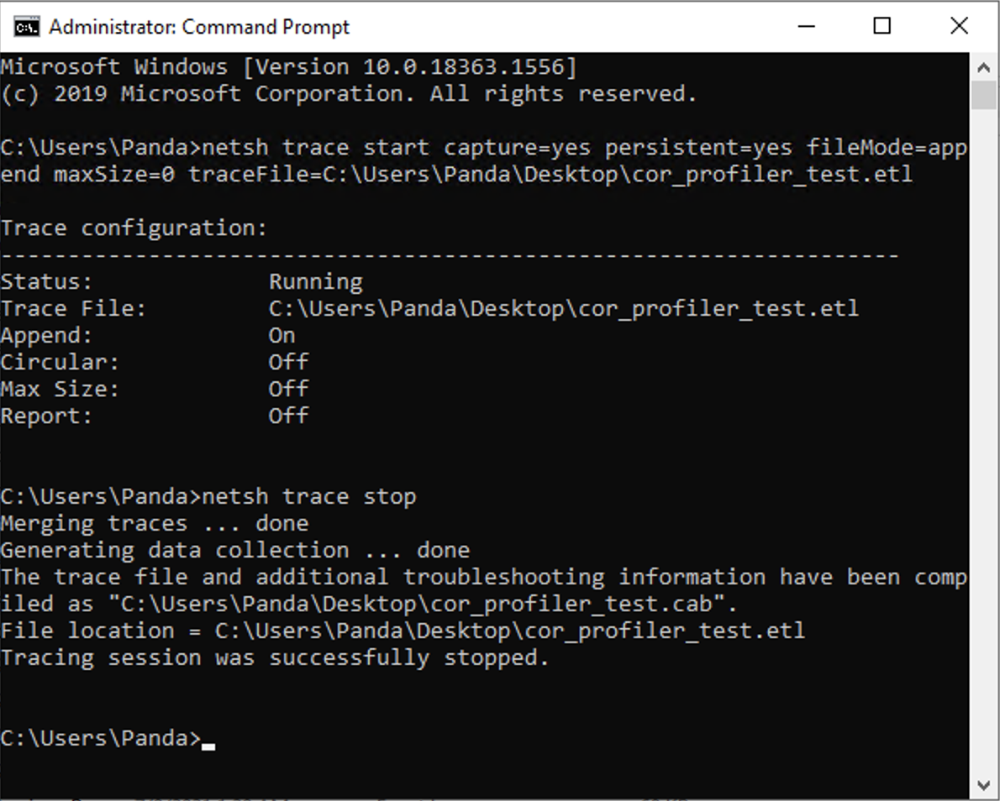 Administrator: Command Prompt
Microsoft Windows [Version 10.0.18363.1556]
(c) 2019 Microsoft Corporation. All rights reserved.
C:\Users\Panda>netsh trace start capture=yes persistent=yes fileMode=app
end maxSize=0 traceFile=C:\Users\Panda\Desktop\cor_profiler_test.etl
Trace configuration:
-------------------------------------------------------------------
Status: Running
Trace File: C:\Users\Panda\Desktop\cor_profiler_test.etl
Append: On
Circular: Off
Max Size: Off
Report: Off
C:\Users\Panda>netsh trace stop
Merging traces ... done
Generating data collection ... done
The trace file and additional troubleshooting information have been comp
iled as "C:\Users\Panda\Desktop\cor_profiler_test.cab".
File location = C:\Users\Panda\Desktop\cor_profiler_test.etl
Tracing session was successfully stopped.
C:\Users\Panda>